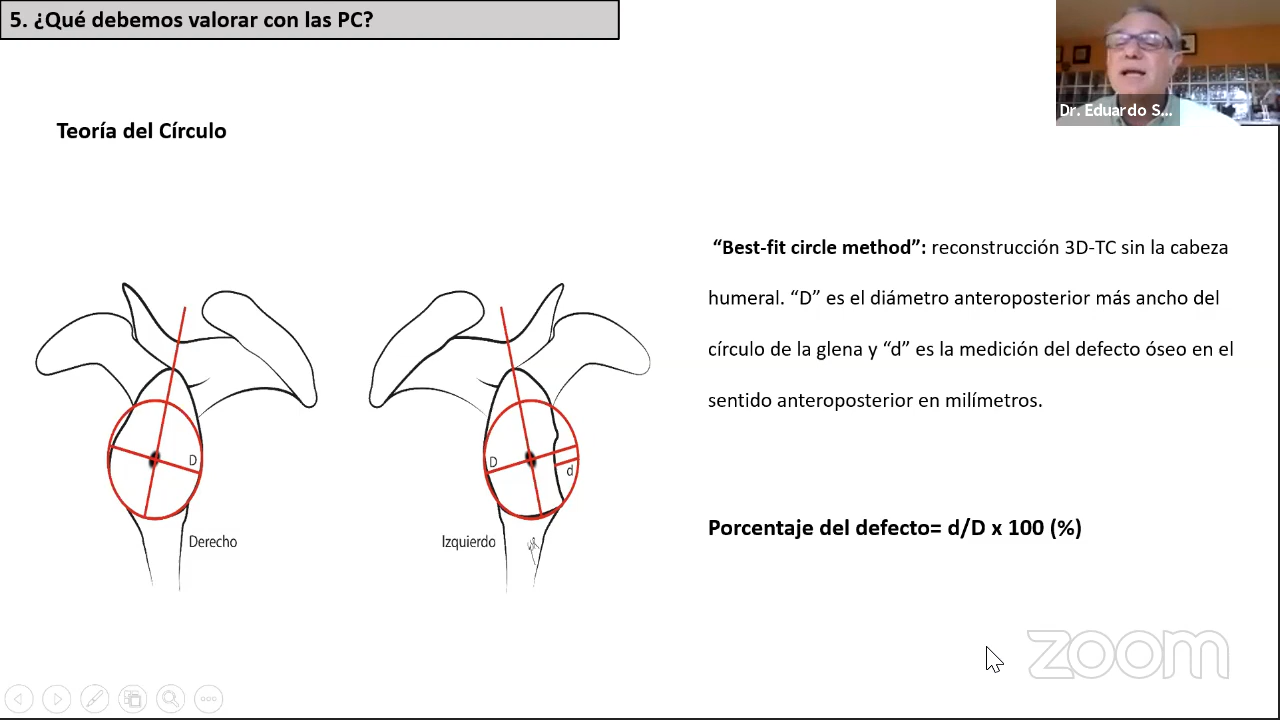 5. ¿Qué debemos valorar con las PC?
Dr. Eduardo S...
Teoría del Círculo
“Best-fit circle method”: reconstrucción 3D-TC sin la cabeza
humeral. “D” es el diámetro anteroposterior más ancho del
círculo de la glena y “d” es la medición del defecto óseo en el
sentido anteroposterior en milímetros.
D
D
d
Derecho
Izquierdo
Porcentaje del defecto= d/D x 100 (%)
zoom